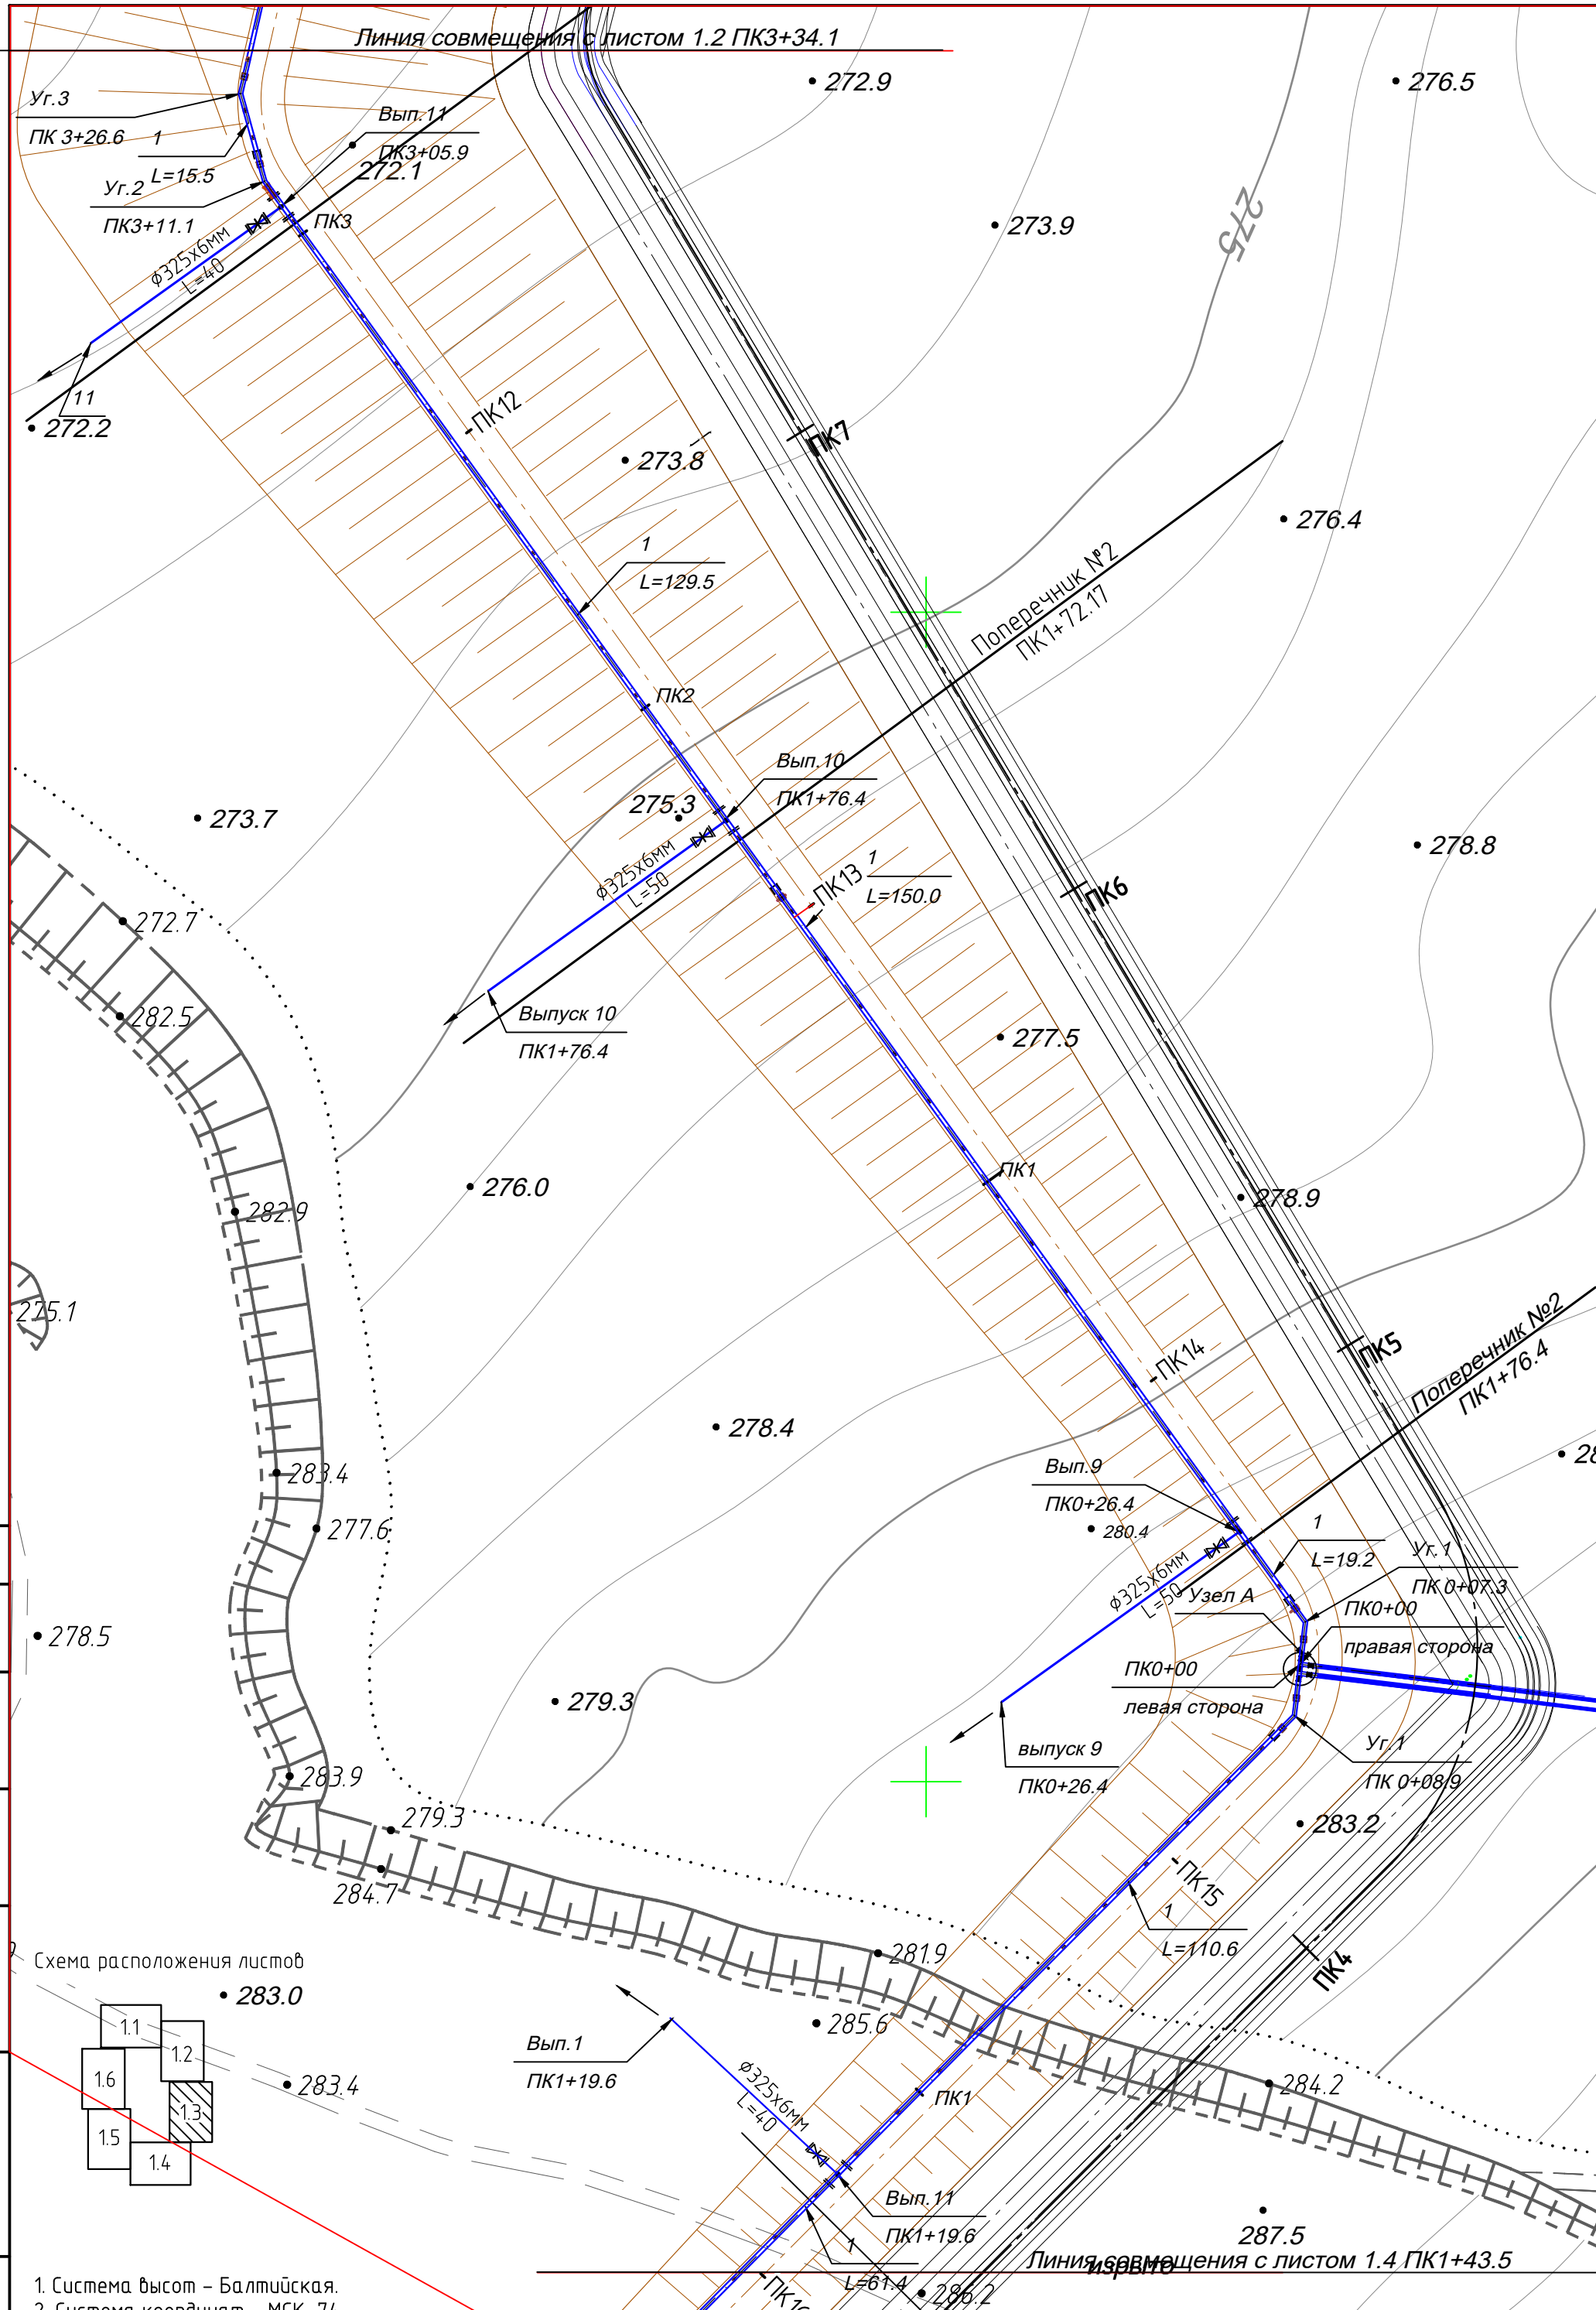 Линия совмещения с листом 1.2 ПК3+34.1
272.9
276.5
Уг.3
ПК 3+26.6
1
L=15.5
Вып.11
ПК3+05.9
272.1
Уг.2
ПК3+11.1
ПК3
273.9
275
ϕ325х6мм
L=40
11
272.2
ПК12
ПК7
273.8
276.4
1
L=129.5
Поперечник №2
ПК1+72.17
ПК2
Вып.10
ПК1+76.4
275.3
273.7
278.8
ϕ325х6мм
L=50
ПК13
1
L=150.0
ПК6
272.7
282.5
Выпуск 10
ПК1+76.4
277.5
ПК1
276.0
278.9
282.9
275.1
ПК14
ПК5
Поперечник №2
ПК1+76.4
278.4
283.4
277.6
Вып.9
ПК0+26.4
280.4
1
L=19.2
Уг.1
ПК 0+07.3
ϕ325х6мм
L=50
Узел А
ПК0+00
правая сторона
278.5
ПК0+00
левая сторона
279.3
выпуск 9
ПК0+26.4
Уг.1
ПК 0+08.9
283.9
279.3
283.2
284.7
ПК15
1
L=110.6
281.9
ПК4
Схема расположения листов
283.0
285.6
1.1
1.2
1.6
1.3
1.5
1.4
283.4
Вып.1
ПК1+19.6
ϕ325х6мм
L=40
ПК1
284.2
Вып.11
ПК1+19.6
287.5
1
L=61.4
Линия совмещения с листом 1.4 ПК1+43.5
изрыто
286.2
1. Система высот – Балтийская.